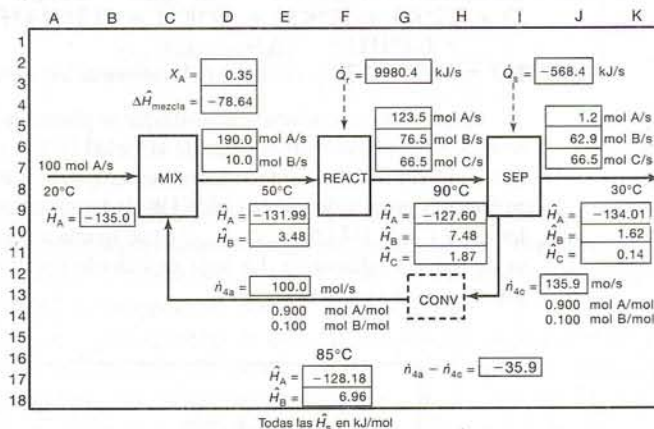 A B C D E F G H I J K
1
2
3
4
5
6
7
8
9
10
11
12
13
14
15
16
17
18
X_A = 0.35
ΔĤ_mezcla = −78.64
Q̇_r = 9980.4 kJ/s
Q̇_s = −568.4 kJ/s
190.0 mol A/s
10.0 mol B/s
123.5 mol A/s
76.5 mol B/s
66.5 mol C/s
1.2 mol A/s
62.9 mol B/s
66.5 mol C/s
100 mol A/s
MIX
REACT
SEP
20°C
50°C
90°C
30°C
Ĥ_A = −135.0
Ĥ_A = −131.99
Ĥ_B = 3.48
Ĥ_A = −127.60
Ĥ_B = 7.48
Ĥ_C = 1.87
Ĥ_A = −134.01
Ĥ_B = 1.62
Ĥ_C = 0.14
ṅ_4a = 100.0 mo/s
0.900 mol A/mol
0.100 mol B/mol
CONV
ṅ_4c = 135.9 mo/s
0.900 mol A/mol
0.100 mol B/mol
85°C
Ĥ_A = −128.18
Ĥ_B = 6.96
ṅ_4a − ṅ_4c = −35.9
Todas las Ĥ_s en kJ/mol